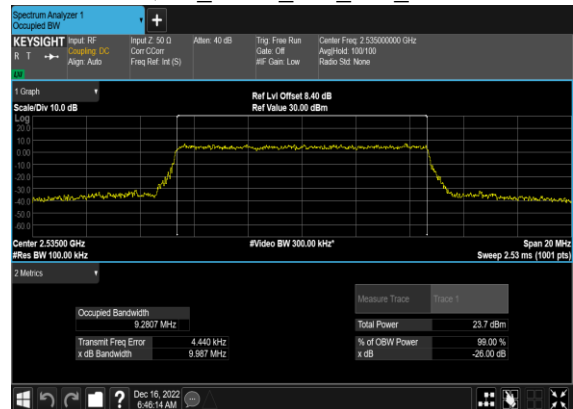 Spectrum Analyzer 1
Occupied BW
+
KEYSIGHT
Input: RF
Input Z: 50 Ω
Atten: 40 dB
Trig: Free Run
Center Freq: 2.535000000 GHz
R T
Coupling: DC
Corr CCorr
Gate: Off
Avg|Hold: 100/100
Align: Auto
Freq Ref: Int (S)
#IF Gain: Low
Radio Std: None
1 Graph
Ref Lvl Offset 8.40 dB
Scale/Div 10.0 dB
Ref Value 30.00 dBm
Log
20.0
10.0
0.00
-10.0
-20.0
-30.0
-40.0
-50.0
-60.0
Center 2.53500 GHz
#Video BW 300.00 kHz*
Span 20 MHz
#Res BW 100.00 kHz
Sweep 2.53 ms (1001 pts)
2 Metrics
Measure Trace
Trace 1
Occupied Bandwidth
9.2807 MHz
Total Power
23.7 dBm
Transmit Freq Error
4.440 kHz
% of OBW Power
99.00 %
x dB Bandwidth
9.987 MHz
x dB
-26.00 dB
?
Dec 16, 2022
6:46:14 AM